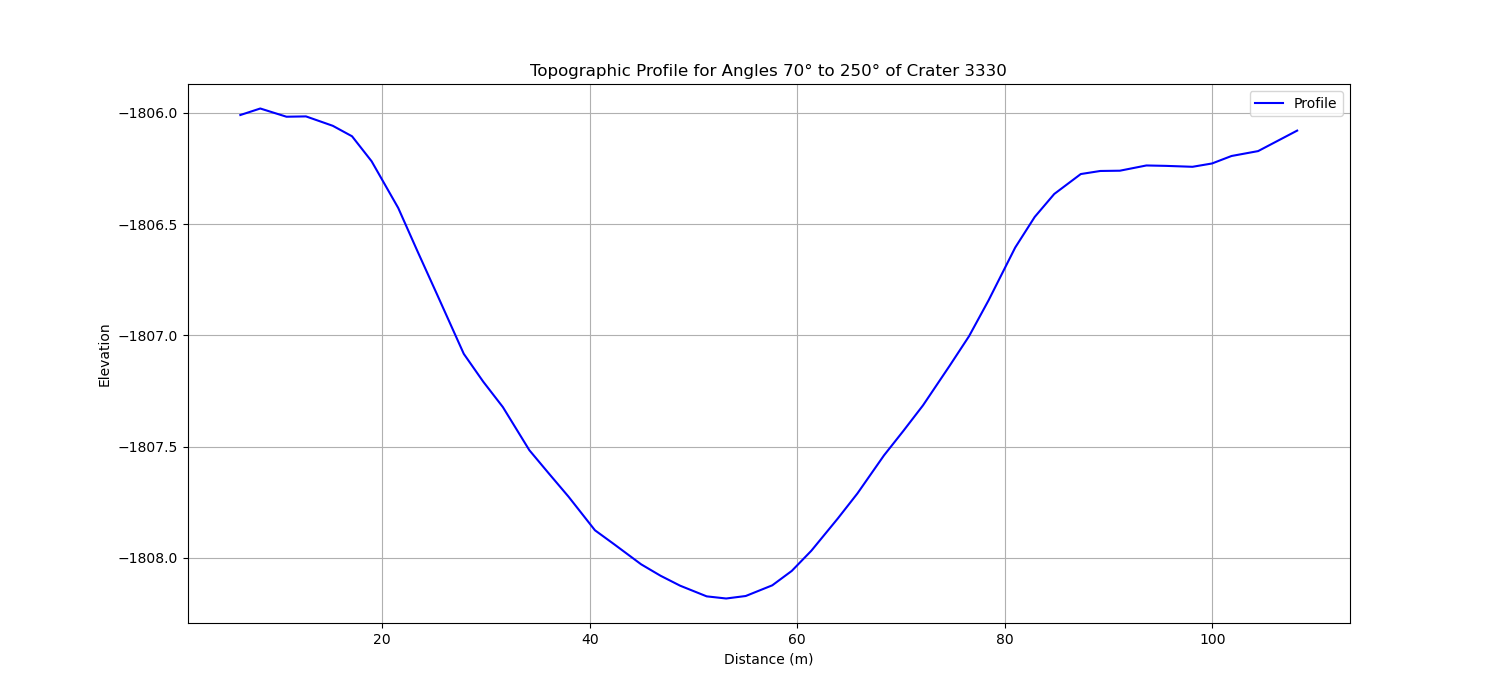 Topographic Profile for Angles 70° to 250° of Crater 3330
Profile
Elevation
−1806.0
−1806.5
−1807.0
−1807.5
−1808.0
20 40 60 80 100
Distance (m)